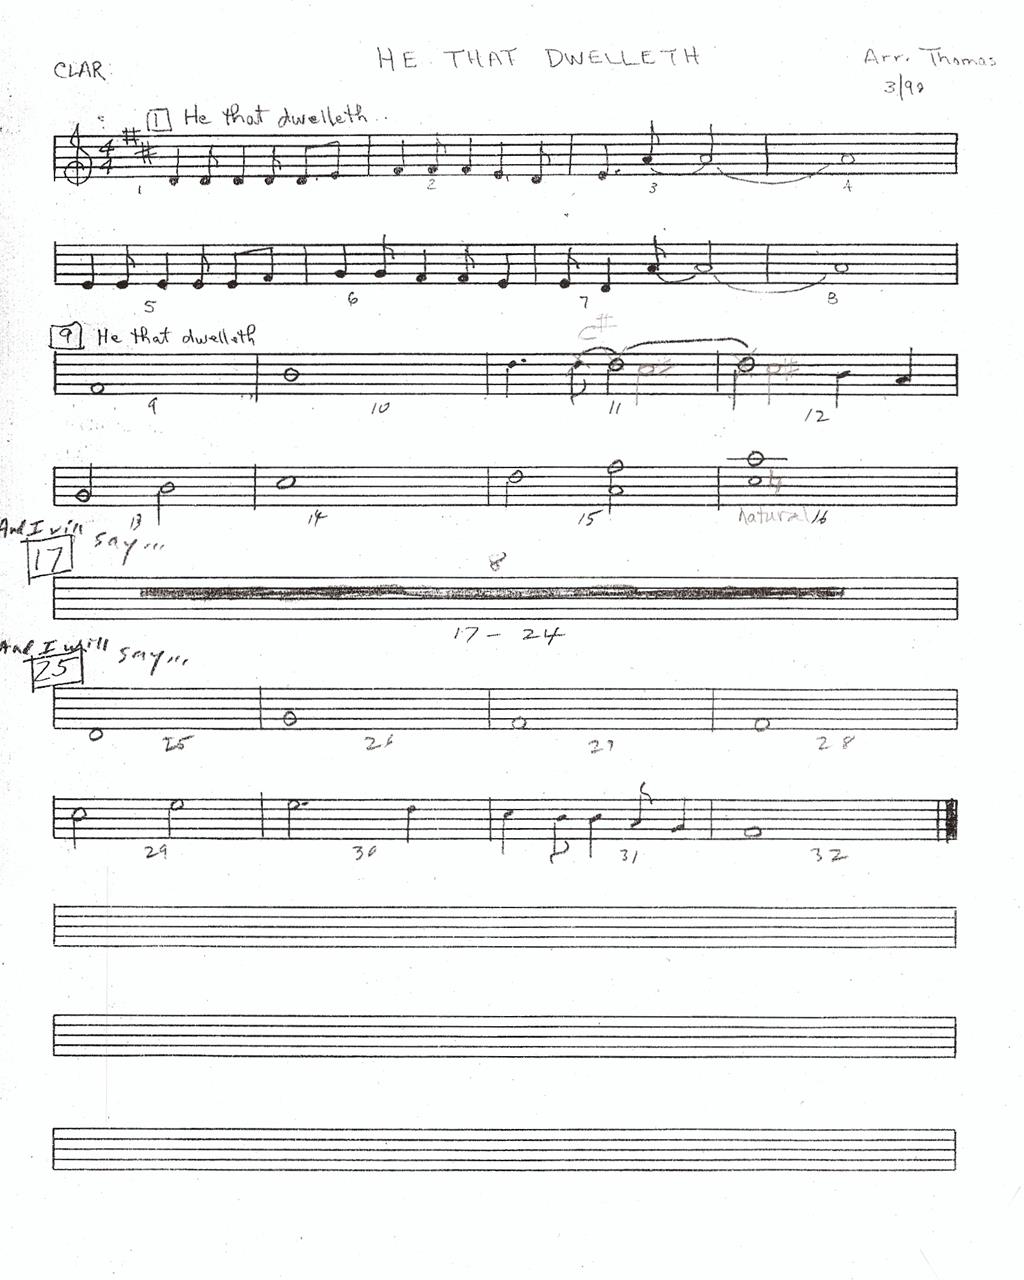 HE THAT DWELLETH
CLAR.
Arr. Thomas
3/92
1 He that dwelleth..
4
4
1 2 3 4
5 6 7 8
9 He that dwelleth
C#
9 10 11 12
13 14 15 natural 16
And I will say...
17
8
17 - 24
And I will say...
25
25 26 27 28
29 30 31 32